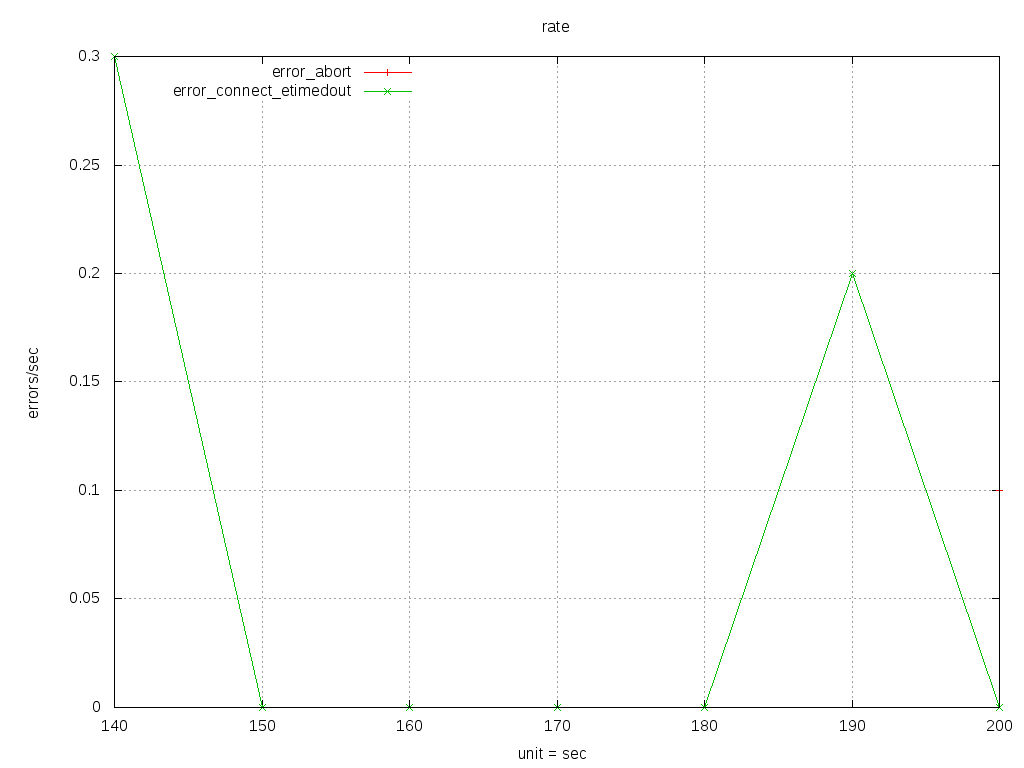 rate
0.3
error_abort
error_connect_etimedout
0.25
0.2
0.15
errors/sec
0.1
0.05
0
140 150 160 170 180 190 200
unit = sec